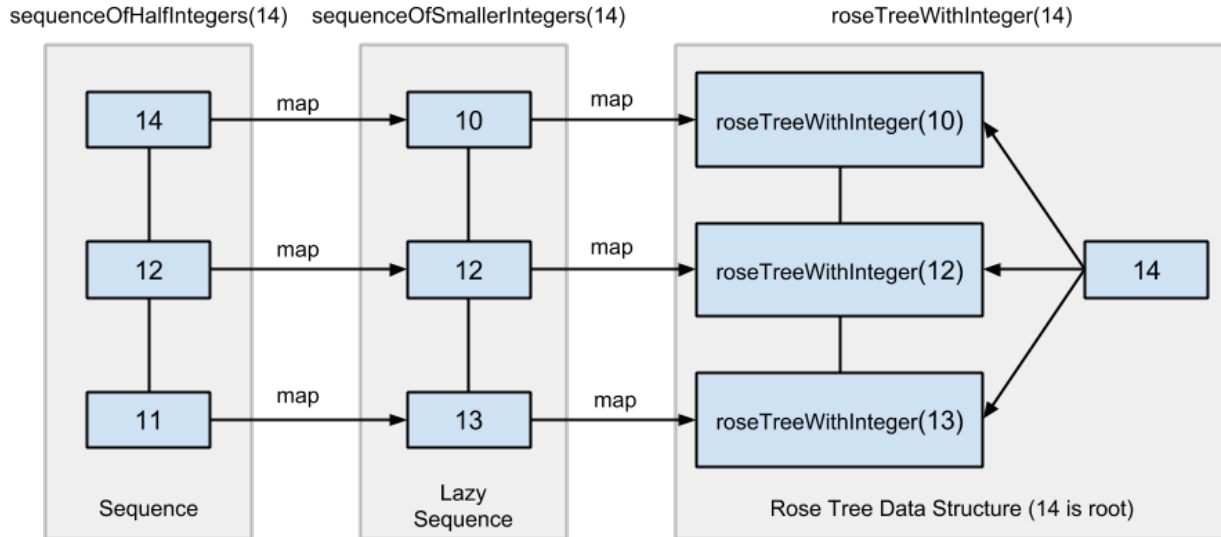 sequenceOfHalfIntegers(14) sequenceOfSmallerIntegers(14) roseTreeWithInteger(14)
14 map 10 map roseTreeWithInteger(10)
12 map 12 map roseTreeWithInteger(12) 14
11 map 13 map roseTreeWithInteger(13)
Sequence
Lazy
Sequence
Rose Tree Data Structure (14 is root)